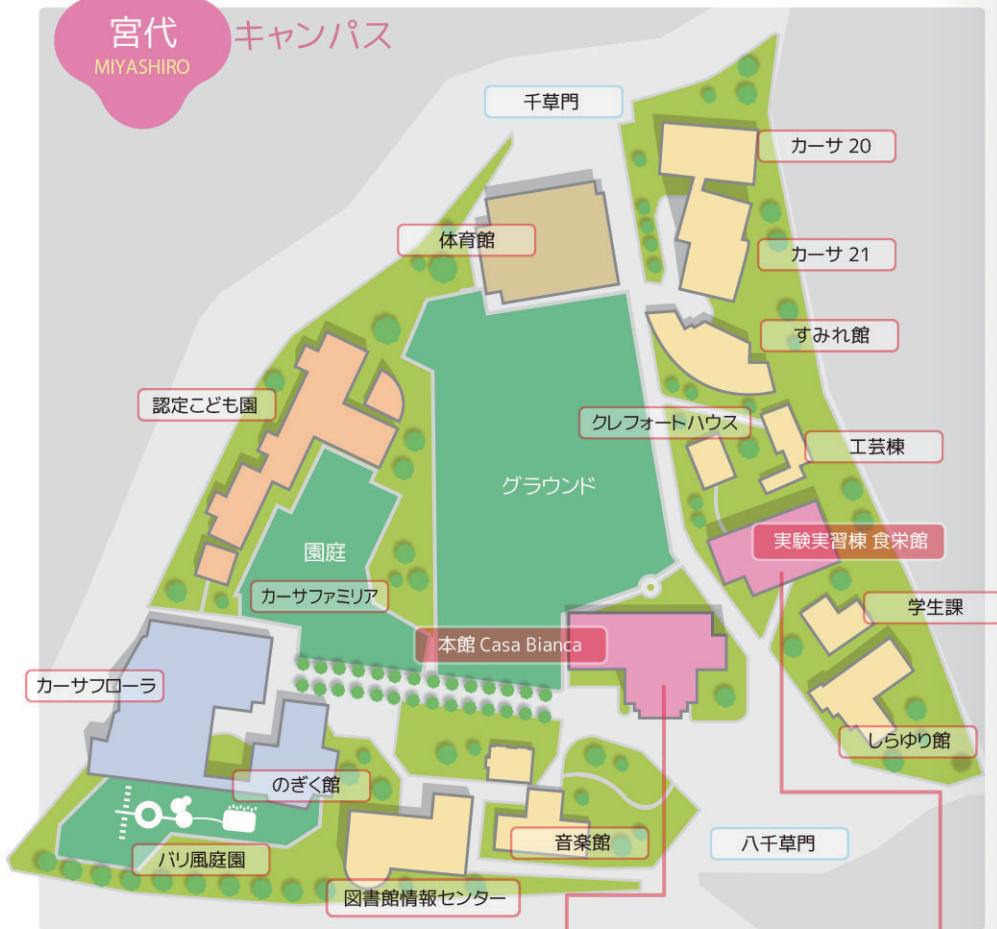 宮代
MIYASHIRO
キャンパス
千草門
カーサ 20
体育館
カーサ 21
すみれ館
認定こども園
クレフォートハウス
工芸棟
グラウンド
実験実習棟 食栄館
園庭
カーサファミリア
学生課
本館 Casa Bianca
カーサフローラ
しらゆり館
のぎく館
音楽館
八千草門
バリ風庭園
図書館情報センター